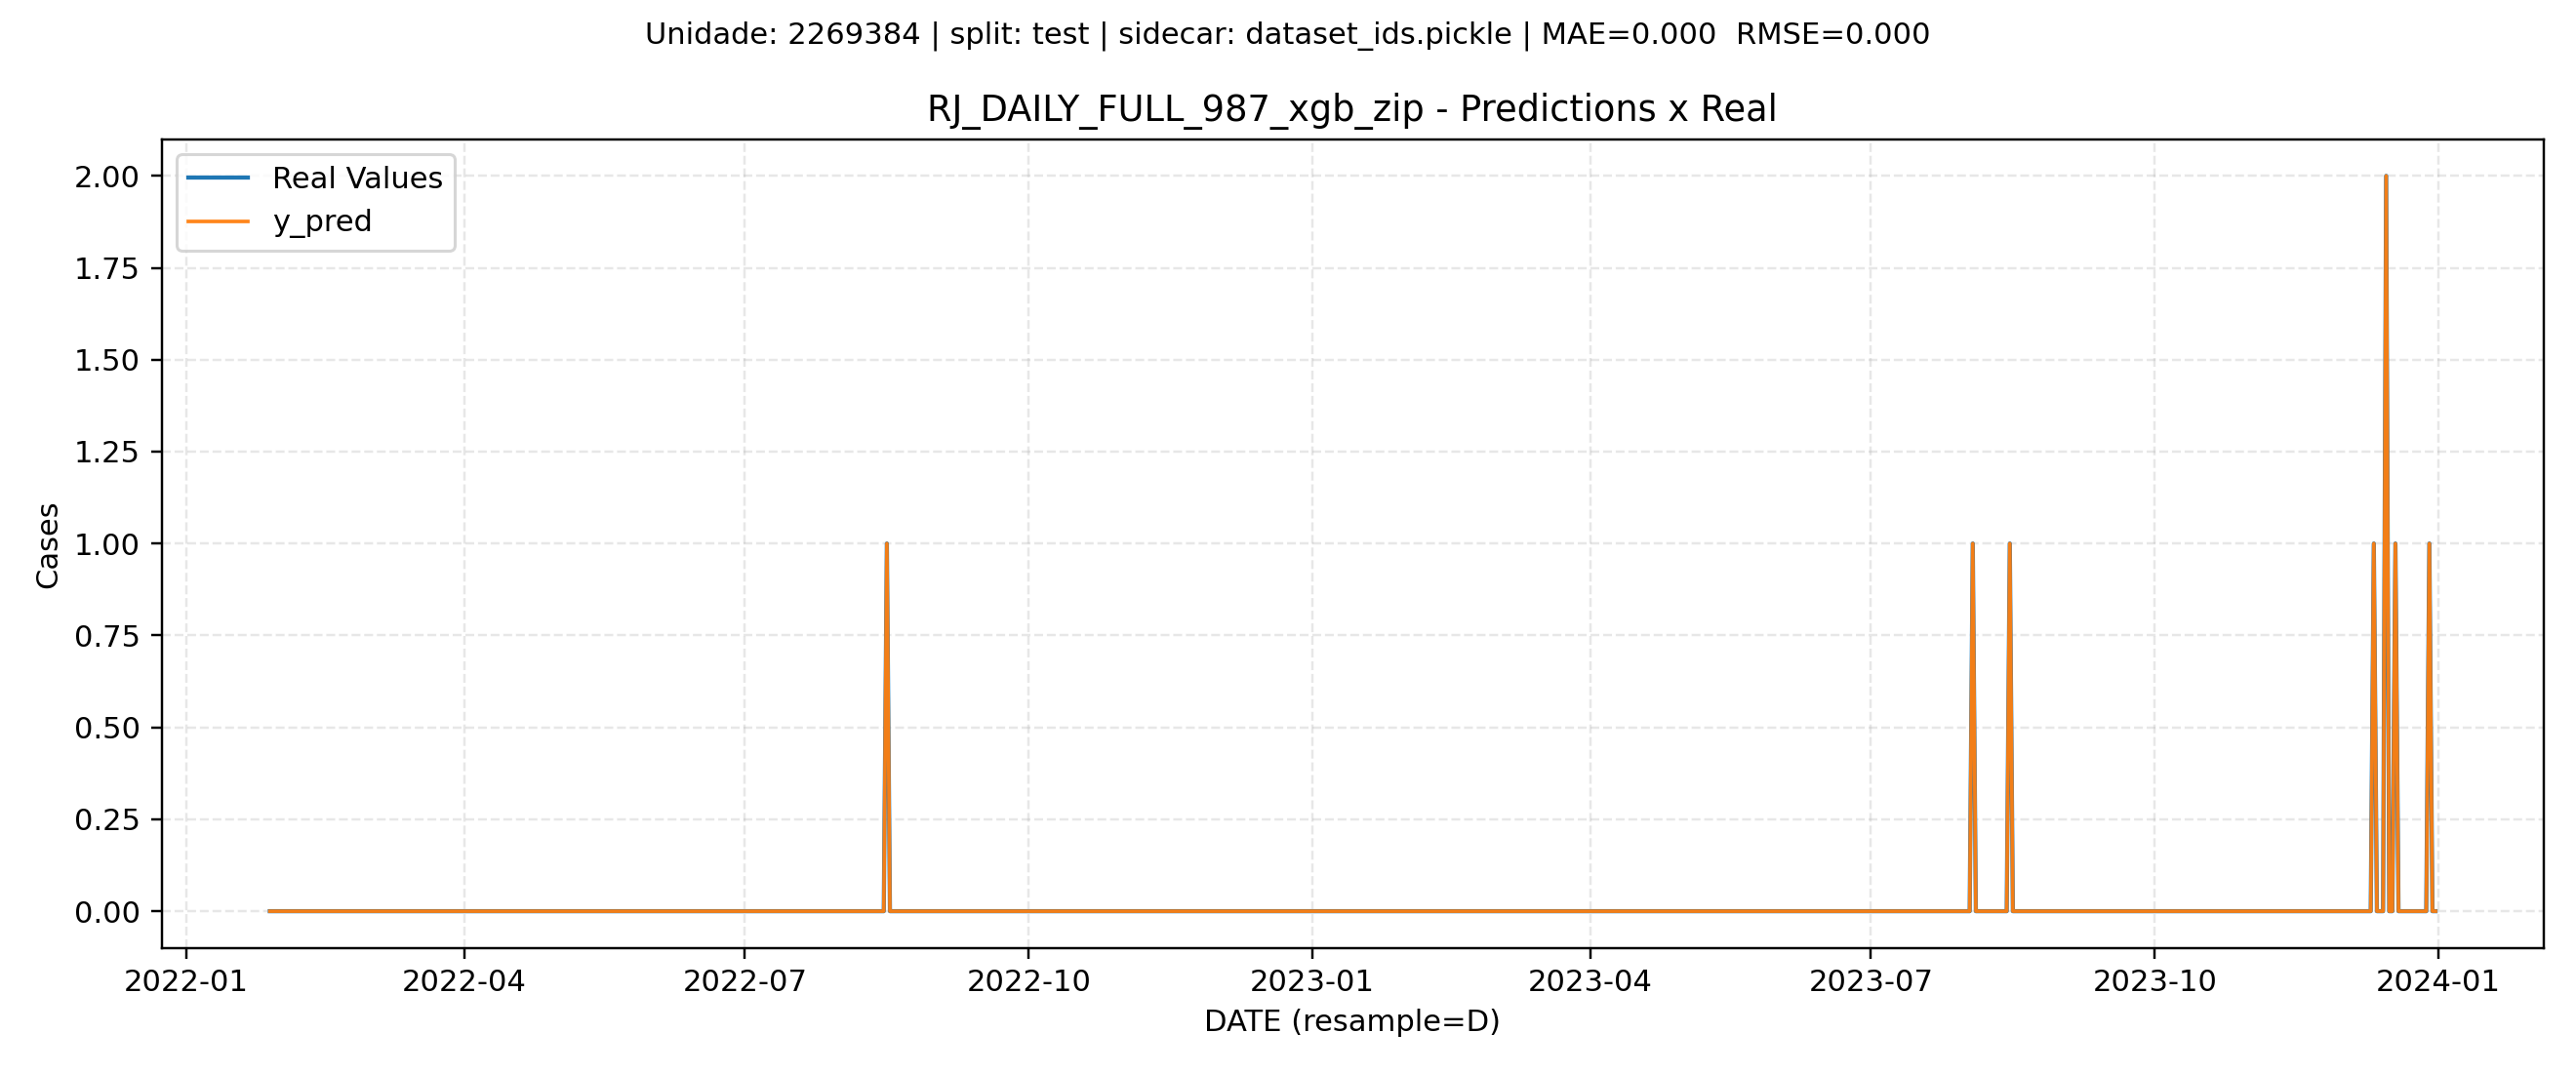 Unidade: 2269384 | split: test | sidecar: dataset_ids.pickle | MAE=0.000  RMSE=0.000
RJ_DAILY_FULL_987_xgb_zip - Predictions x Real
Real Values
y_pred
2.00
1.75
1.50
1.25
1.00
0.75
0.50
0.25
0.00
Cases
2022-01 2022-04 2022-07 2022-10 2023-01 2023-04 2023-07 2023-10 2024-01
DATE (resample=D)